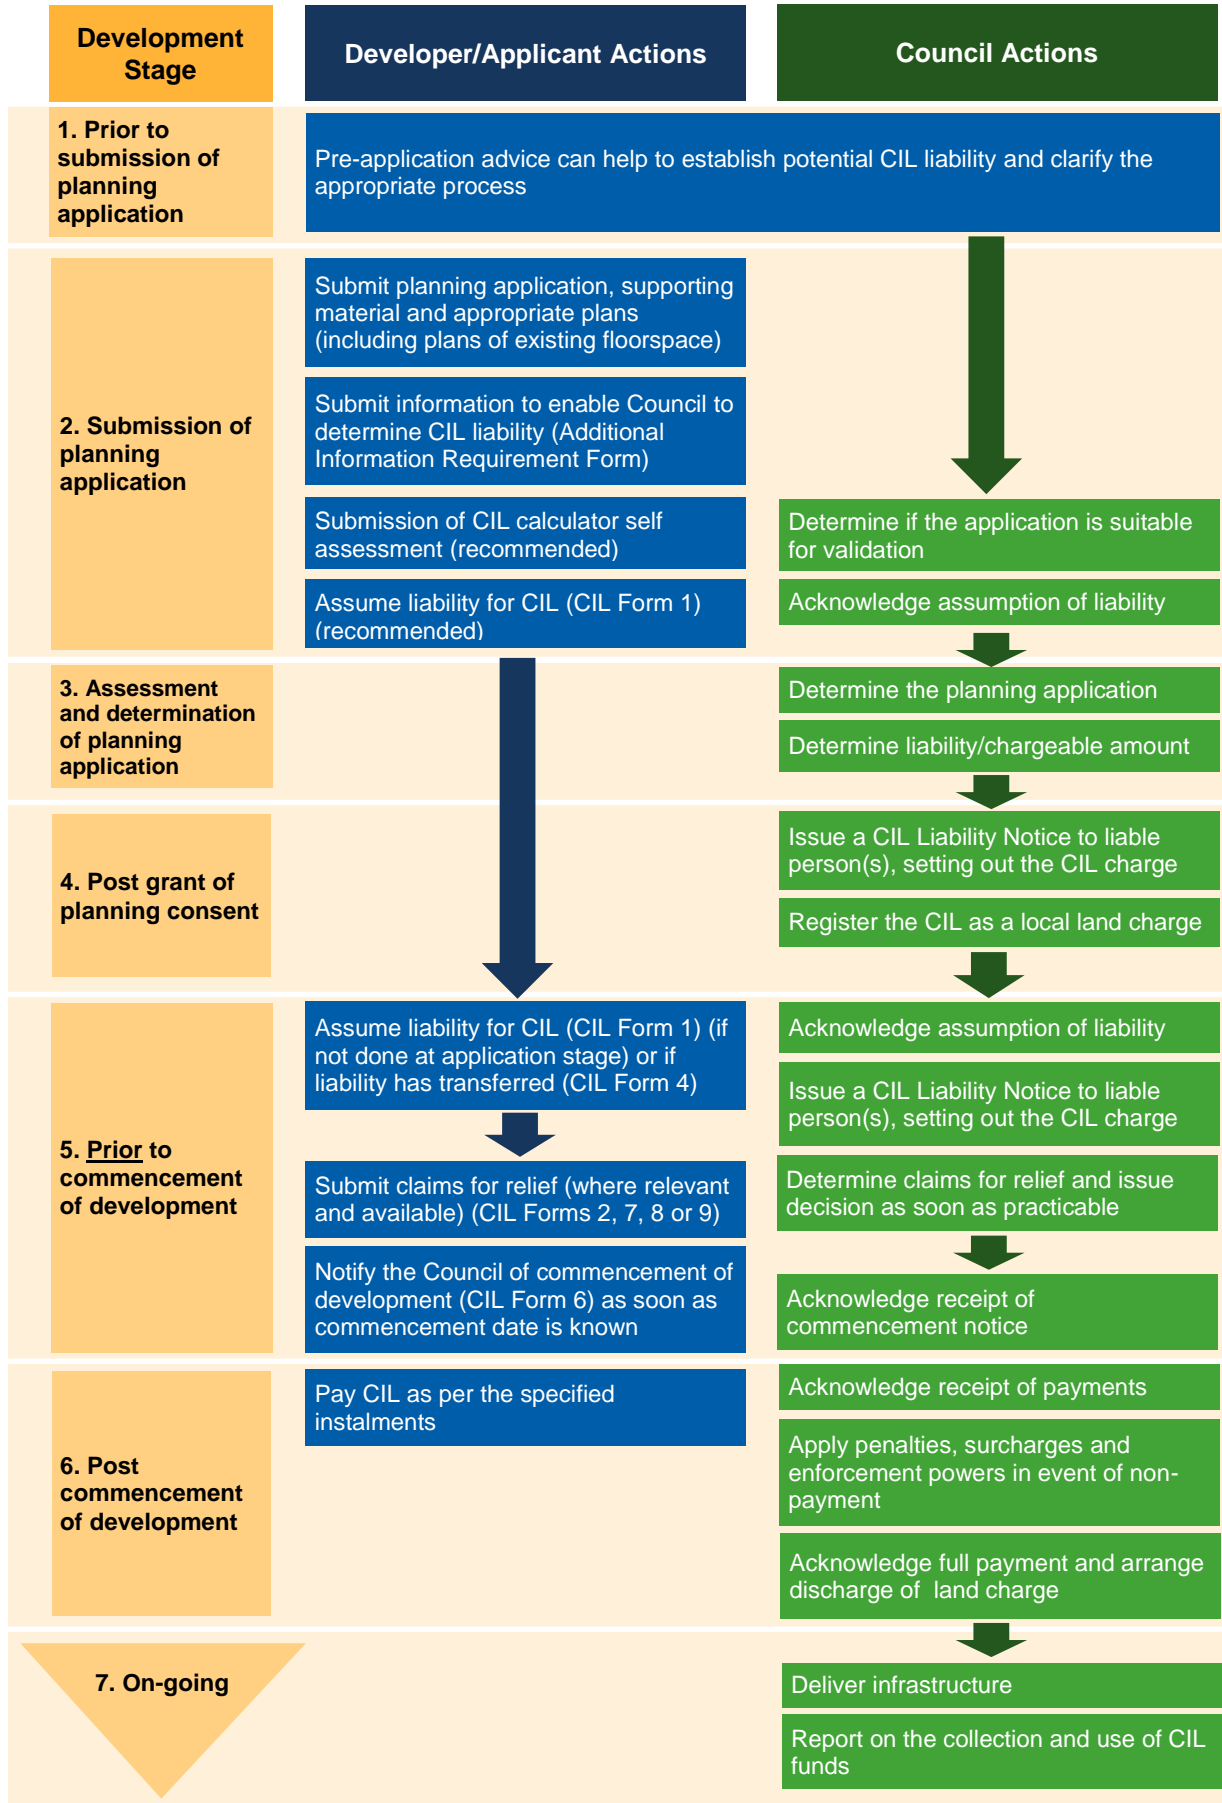 Development
Stage
Developer/Applicant Actions
Council Actions
1. Prior to
submission of
planning
application
Pre-application advice can help to establish potential CIL liability and clarify the
appropriate process
2. Submission of
planning
application
Submit planning application, supporting
material and appropriate plans
(including plans of existing floorspace)
Submit information to enable Council to
determine CIL liability (Additional
Information Requirement Form)
Submission of CIL calculator self
assessment (recommended)
Assume liability for CIL (CIL Form 1)
(recommended)
Determine if the application is suitable
for validation
Acknowledge assumption of liability
3. Assessment
and determination
of planning
application
Determine the planning application
Determine liability/chargeable amount
4. Post grant of
planning consent
Issue a CIL Liability Notice to liable
person(s), setting out the CIL charge
Register the CIL as a local land charge
5. Prior to
commencement
of development
Assume liability for CIL (CIL Form 1) (if
not done at application stage) or if
liability has transferred (CIL Form 4)
Submit claims for relief (where relevant
and available) (CIL Forms 2, 7, 8 or 9)
Notify the Council of commencement of
development (CIL Form 6) as soon as
commencement date is known
Acknowledge assumption of liability
Issue a CIL Liability Notice to liable
person(s), setting out the CIL charge
Determine claims for relief and issue
decision as soon as practicable
Acknowledge receipt of
commencement notice
6. Post
commencement
of development
Pay CIL as per the specified
instalments
Acknowledge receipt of payments
Apply penalties, surcharges and
enforcement powers in event of non-
payment
Acknowledge full payment and arrange
discharge of  land charge
7. On-going
Deliver infrastructure
Report on the collection and use of CIL
funds